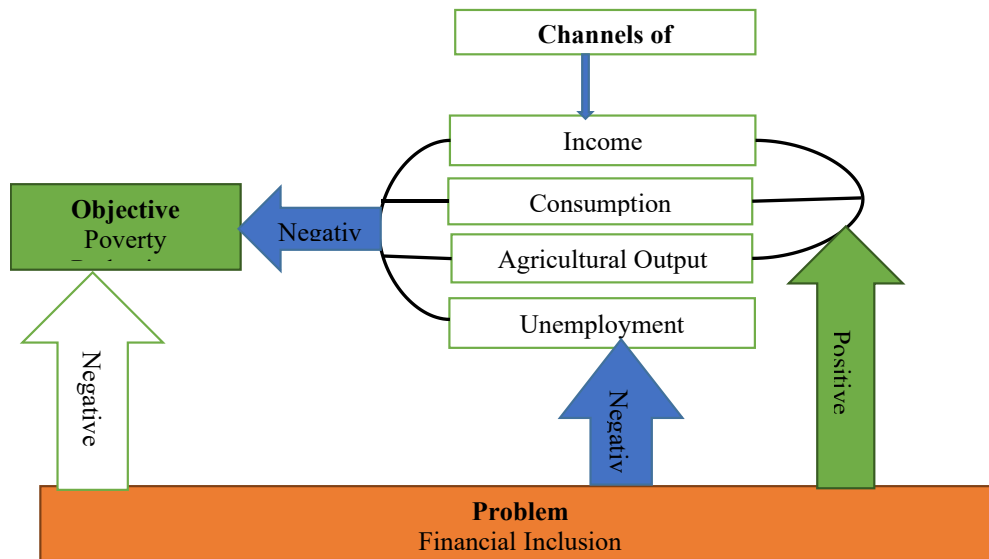 Channels of
Income
Consumption
Agricultural Output
Unemployment
Objective
Poverty
Negativ
Negative
Negativ
Positive
Problem
Financial Inclusion